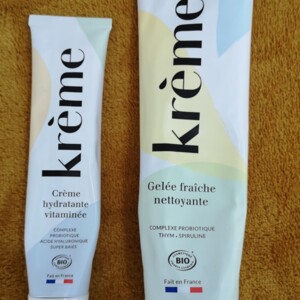 krème
Crème
hydratante
vitaminée
COMPLEXE
PROBIOTIQUE
ACIDE HYALURONIQUE
SUPER BAIES
BIO
Fait en France
krème
Gelée fraîche
nettoyante
COMPLEXE PROBIOTIQUE
THYM • SPIRULINE
BIO
Fait en France